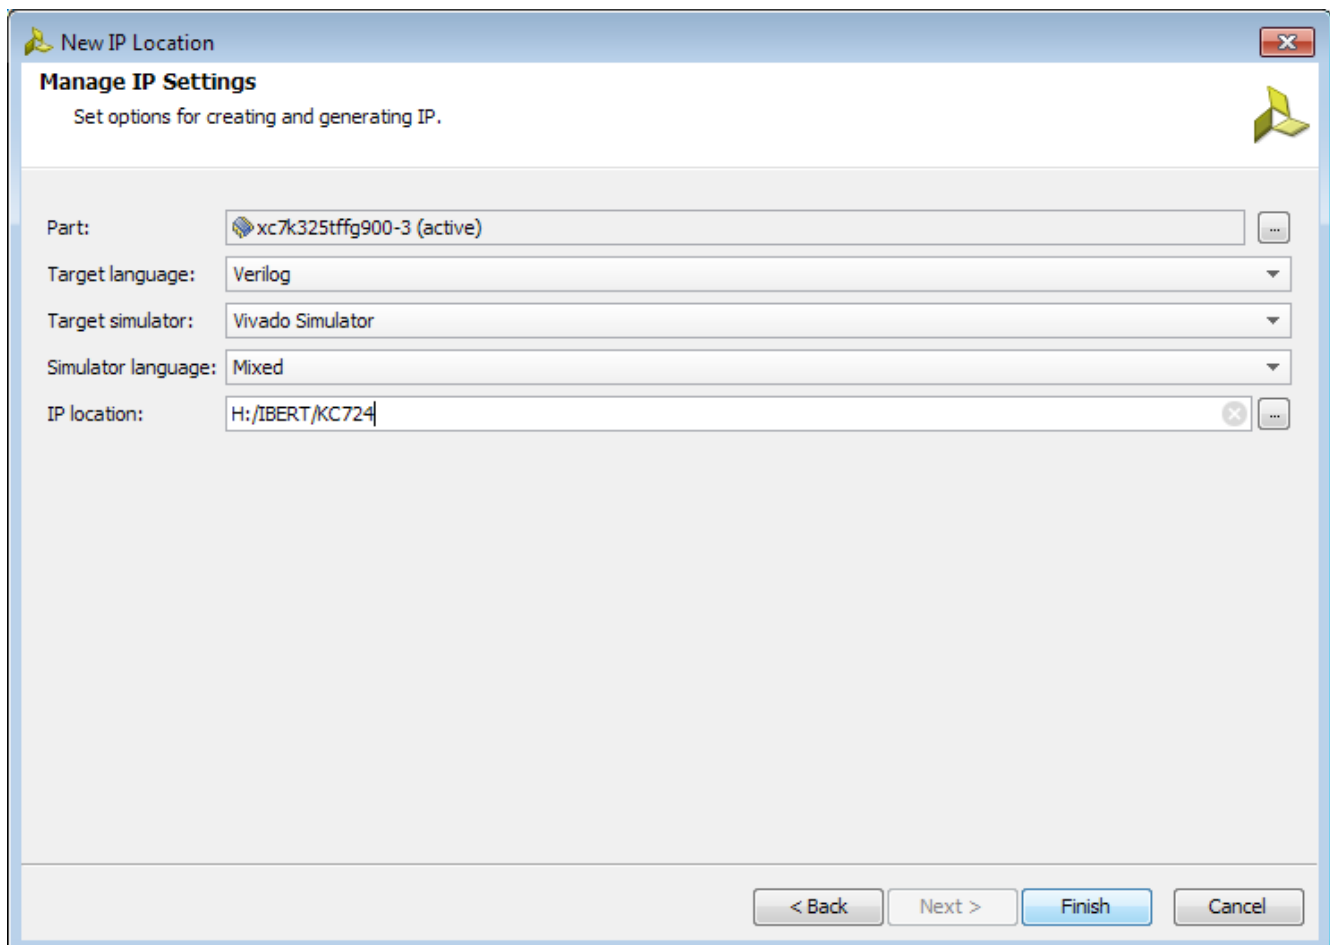 New IP Location
Manage IP Settings
Set options for creating and generating IP.
Part: xc7k325tffg900-3 (active) ...
Target language: Verilog
Target simulator: Vivado Simulator
Simulator language: Mixed
IP location: H:/IBERT/KC724 ...
< Back Next > Finish Cancel